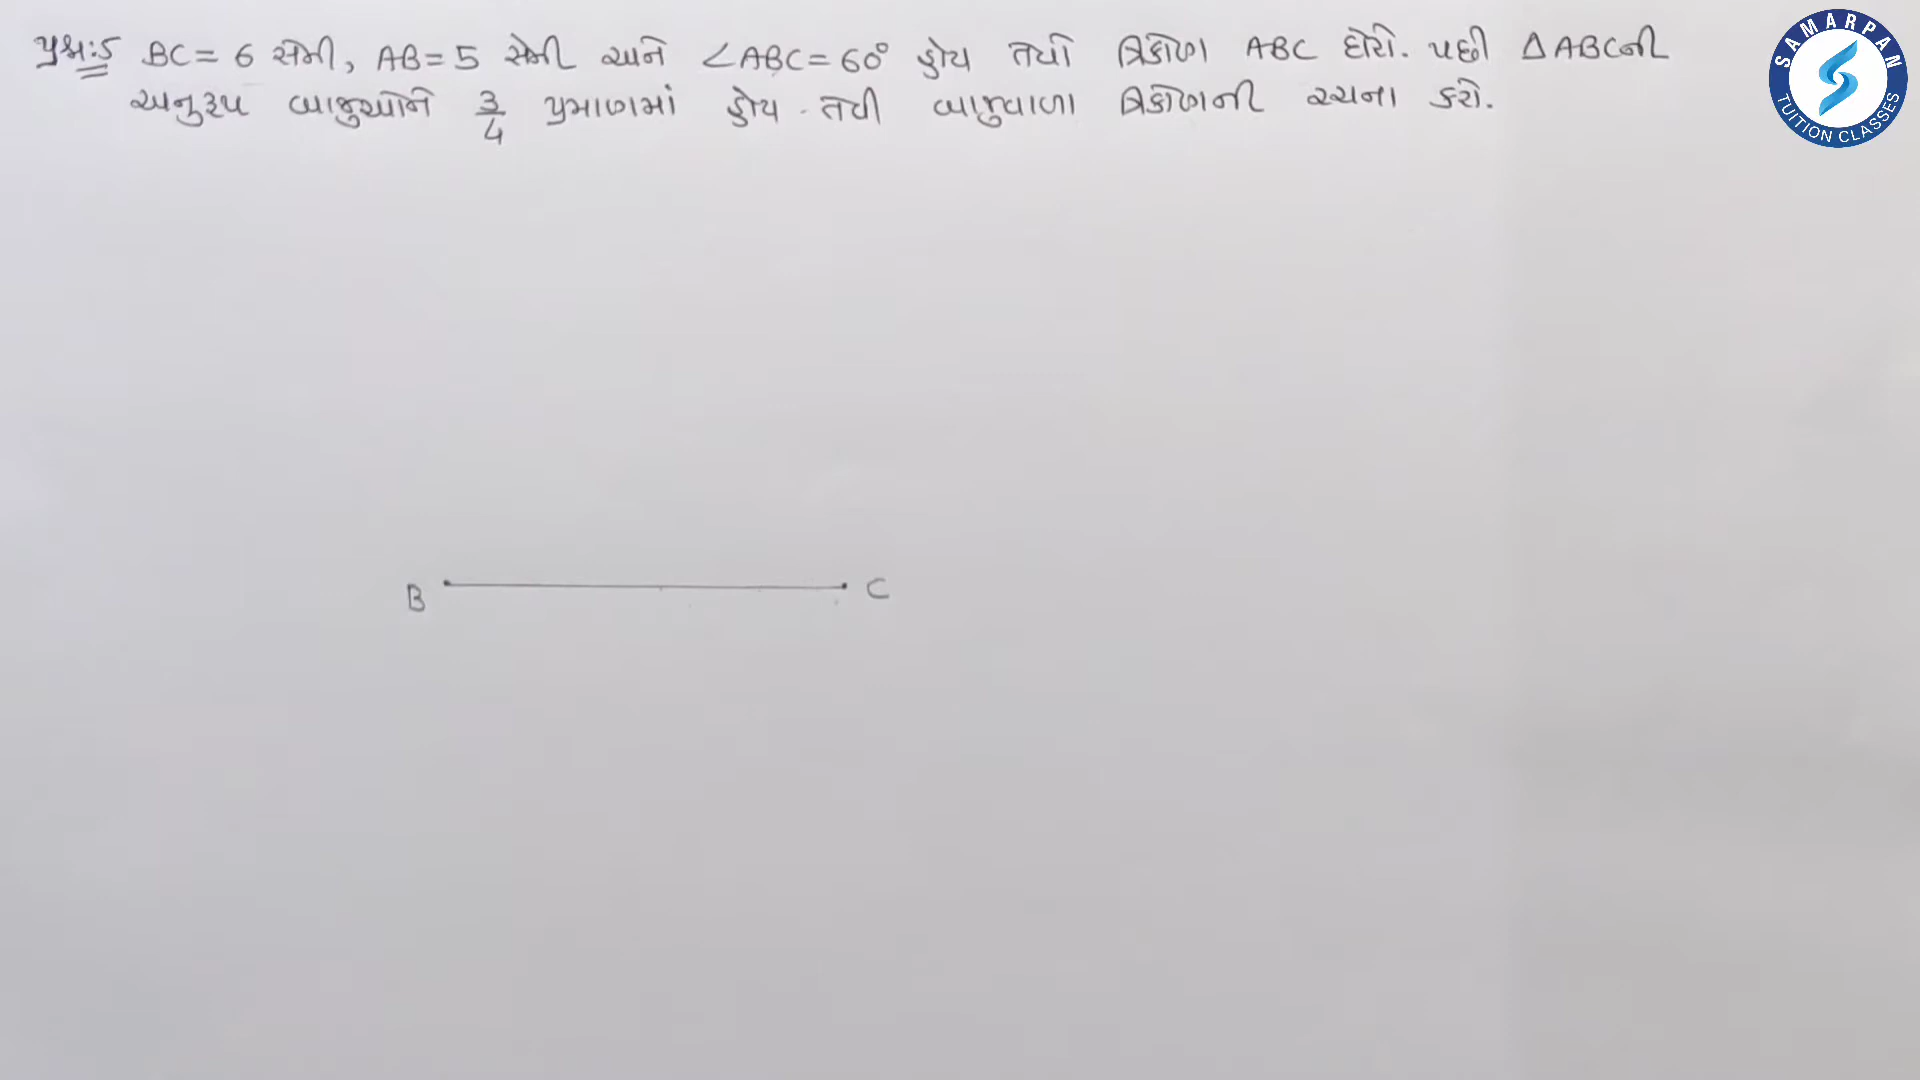 પ્રશ્ન:5 BC = 6 સેમી, AB = 5 સેમી અને ∠ABC = 60° હોય તેવો ત્રિકોણ ABC દોરો. પછી △ABCની
અનુરૂપ બાજુઓને 3/4 પ્રમાણમાં હોય તેવી બાજુવાળા ત્રિકોણની રચના કરો.
SAMARPAN
TUITION CLASSES
B C